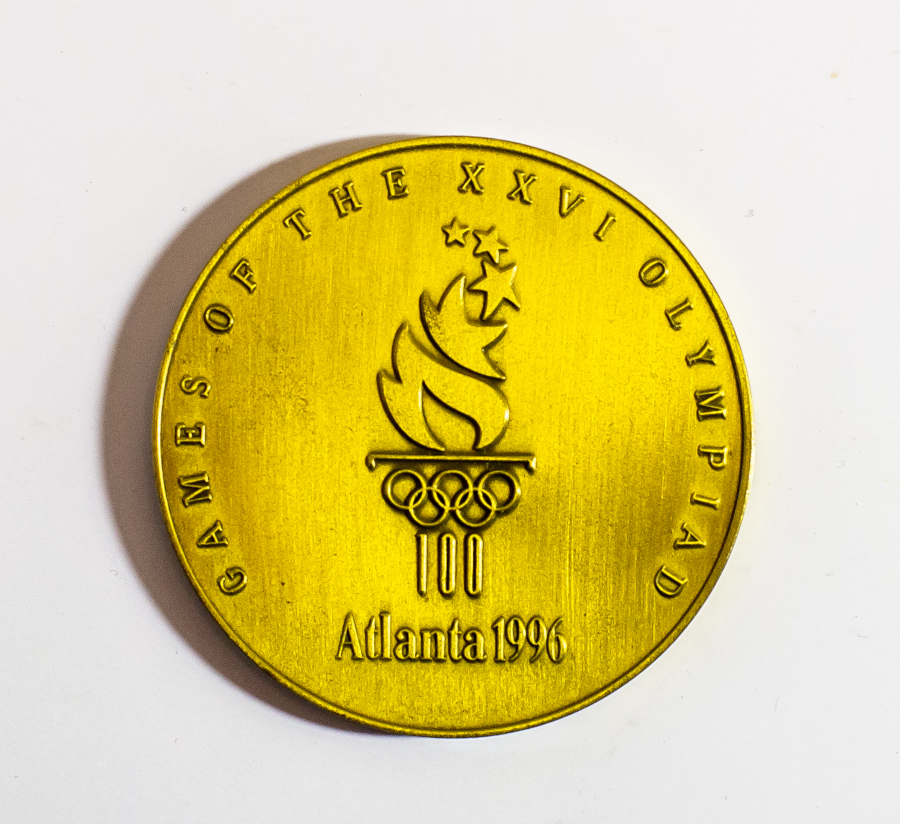 GAMES OF THE XXVI OLYMPIAD
100
Atlanta 1996